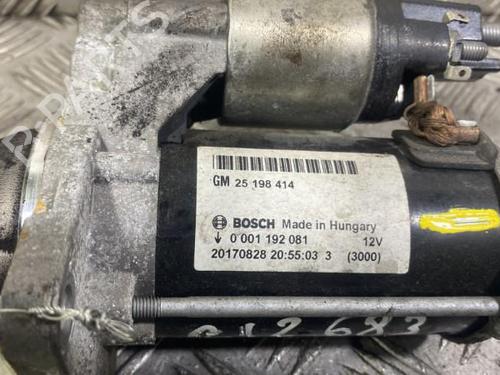 GM 25 198 414
BOSCH Made in Hungary
0 001 192 081 12V
20170828 20:55:03 3 (3000)
PARTS